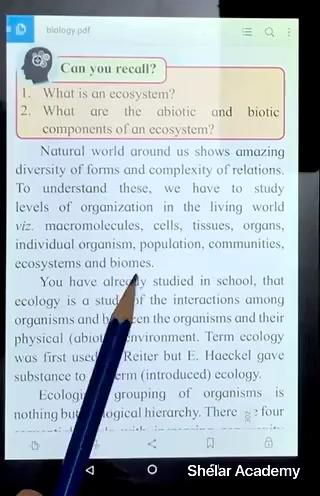 biology.pdf
Can you recall?
1. What is an ecosystem?
2. What are the abiotic and biotic
components of an ecosystem?
Natural world around us shows amazing
diversity of forms and complexity of relations.
To understand these, we have to study
levels of organization in the living world
viz. macromolecules, cells, tissues, organs,
individual organism, population, communities,
ecosystems and biomes.
You have already studied in school, that
ecology is a study of the interactions among
organisms and between the organisms and their
physical (abiotic) environment. Term ecology
was first used Reiter but E. Haeckel gave
substance to term (introduced) ecology.
Ecological grouping of organisms is
nothing but hierarchy. There four
Shelar Academy